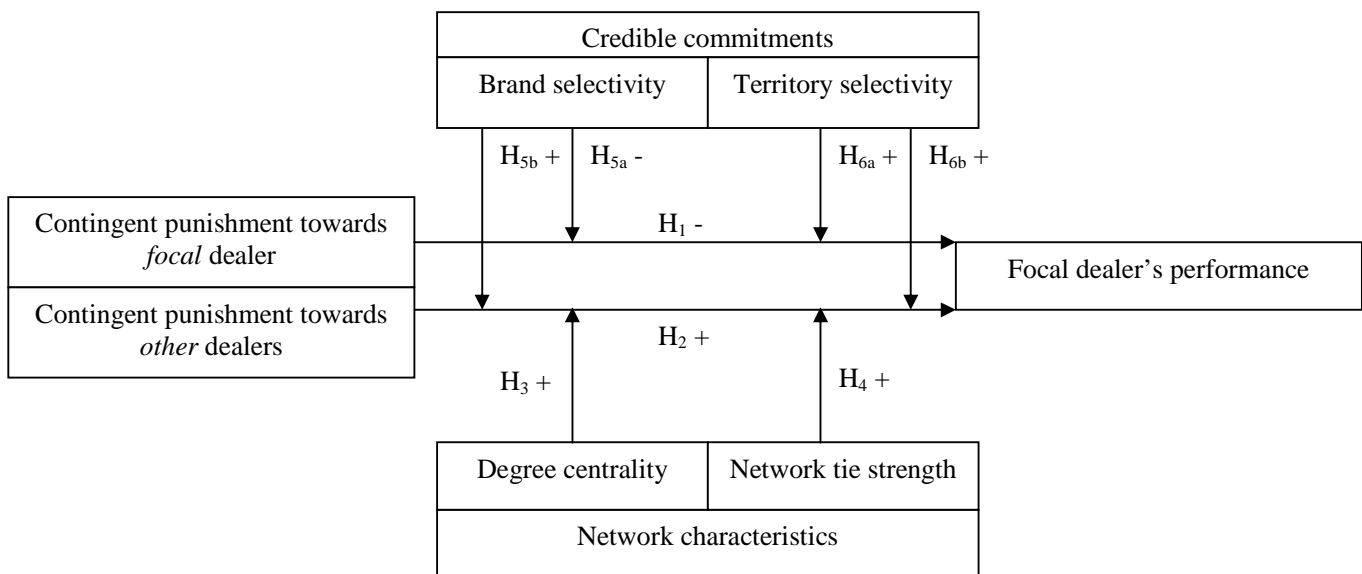 Credible commitments
Brand selectivity
Territory selectivity
H5b +
H5a -
H6a +
H6b +
Contingent punishment towards
focal dealer
H1 -
Focal dealer's performance
Contingent punishment towards
other dealers
H2 +
H3 +
H4 +
Degree centrality
Network tie strength
Network characteristics